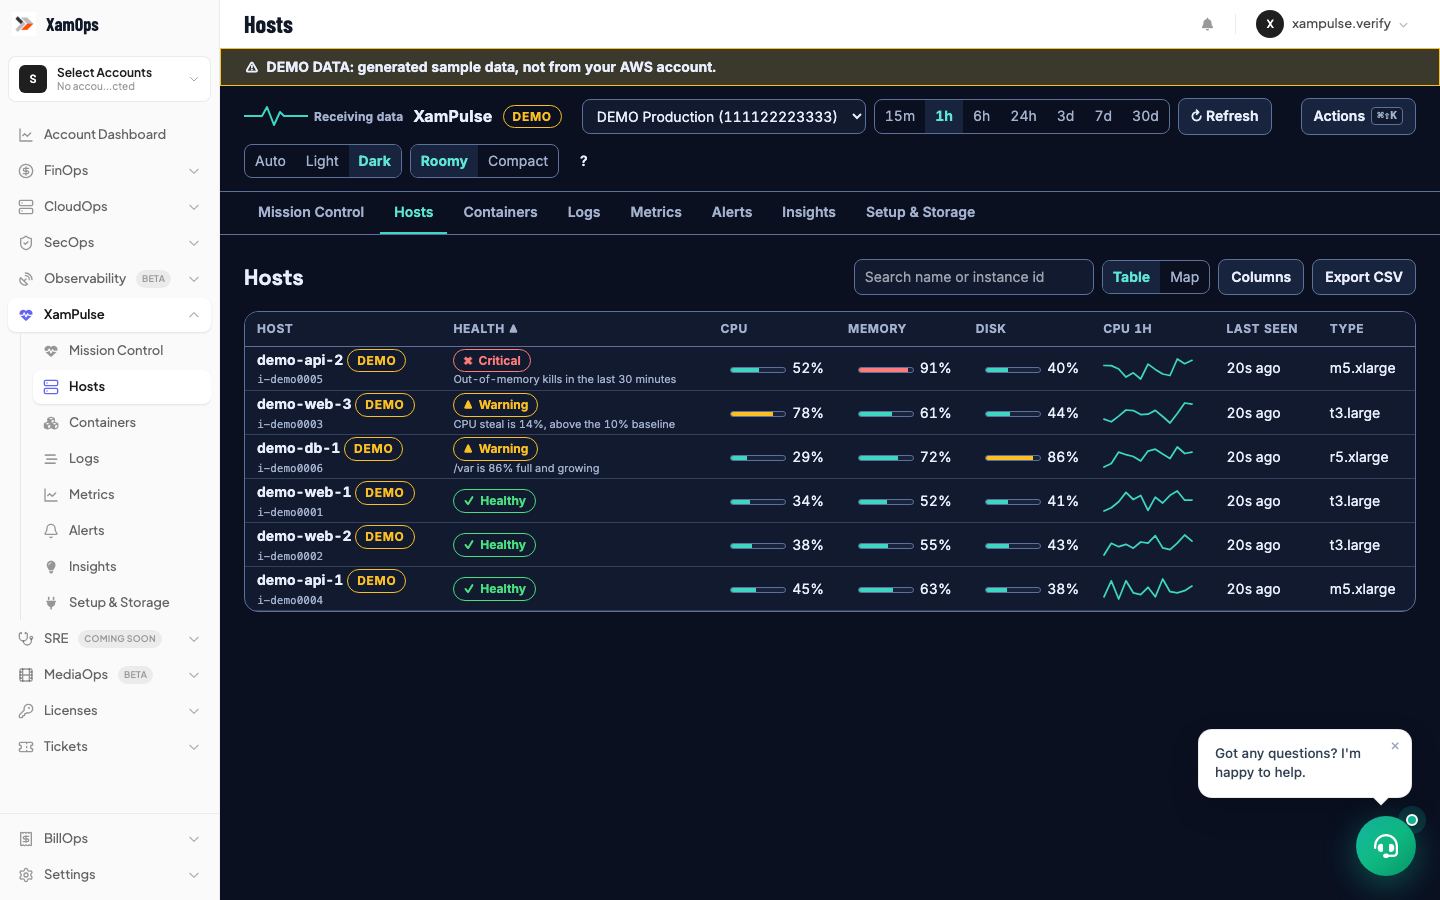 XamOps
Hosts
xampulse.verify
X
S
Select Accounts
No accou...cted
Account Dashboard
FinOps
CloudOps
SecOps
Observability BETA
XamPulse
Mission Control
Hosts
Containers
Logs
Metrics
Alerts
Insights
Setup & Storage
SRE COMING SOON
MediaOps BETA
Licenses
Tickets
BillOps
Settings
DEMO DATA: generated sample data, not from your AWS account.
Receiving data XamPulse DEMO DEMO Production (111122223333) 15m 1h 6h 24h 3d 7d 30d ↻ Refresh Actions ⌘⇧K
Auto Light Dark Roomy Compact ?
Mission Control Hosts Containers Logs Metrics Alerts Insights Setup & Storage
Hosts Search name or instance id Table Map Columns Export CSV
HOST HEALTH ▲ CPU MEMORY DISK CPU 1H LAST SEEN TYPE
demo-api-2 DEMO ✖ Critical 52% 91% 40% 20s ago m5.xlarge
i-demo0005 Out-of-memory kills in the last 30 minutes
demo-web-3 DEMO ▲ Warning 78% 61% 44% 20s ago t3.large
i-demo0003 CPU steal is 14%, above the 10% baseline
demo-db-1 DEMO ▲ Warning 29% 72% 86% 20s ago r5.xlarge
i-demo0006 /var is 86% full and growing
demo-web-1 DEMO ✓ Healthy 34% 52% 41% 20s ago t3.large
i-demo0001
demo-web-2 DEMO ✓ Healthy 38% 55% 43% 20s ago t3.large
i-demo0002
demo-api-1 DEMO ✓ Healthy 45% 63% 38% 20s ago m5.xlarge
i-demo0004
Got any questions? I'm
happy to help.
×